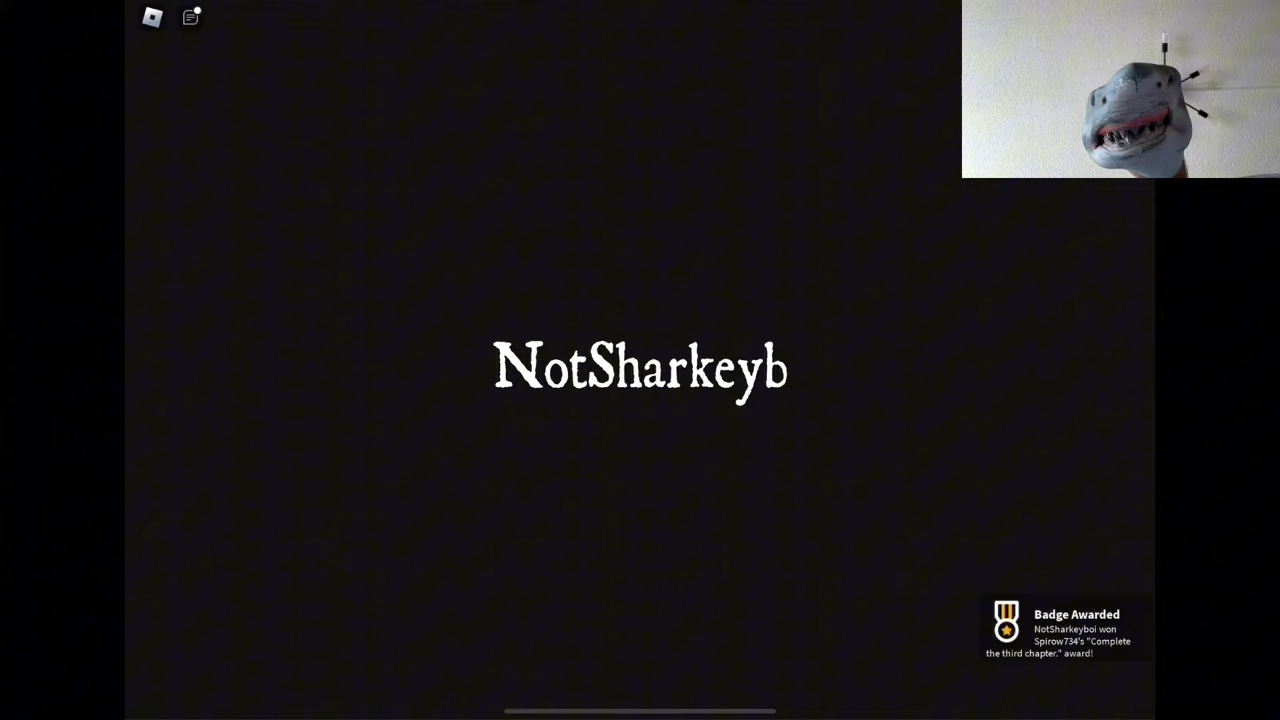 NotSharkeyb
Badge Awarded
NotSharkeyboi won
Spirow734's "Complete
the third chapter." award!